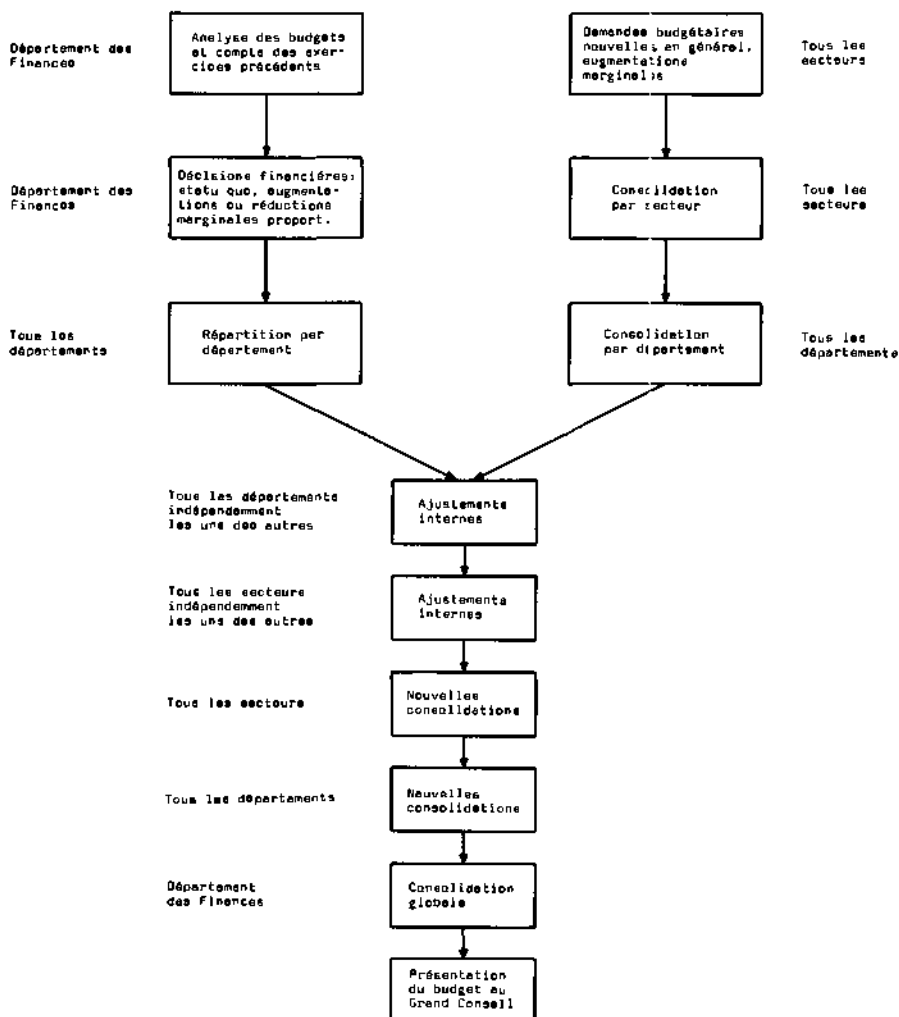 Département des
Finances
Analyse des budgets
et compte des exer-
cices précédents
Demandes budgétaires
nouvelles en général,
augmentations
marginales
Tous les
secteurs
Département des
Finances
Décisions financières:
statu quo, augmenta-
tions ou réductions
marginales proport.
Consolidation
par secteur
Tous les
secteurs
Tous les
départements
Répartition par
département
Consolidation
par département
Tous les
départements
Tous les départements
indépendamment
les uns des autres
Ajustements
internes
Tous les secteurs
indépendemment
les uns des autres
Ajustements
internes
Tous les secteurs
Nouvelles
consolidations
Tous les départements
Nouvelles
consolidations
Département
des Finances
Consolidation
globale
Présentation
du budget au
Grand Conseil